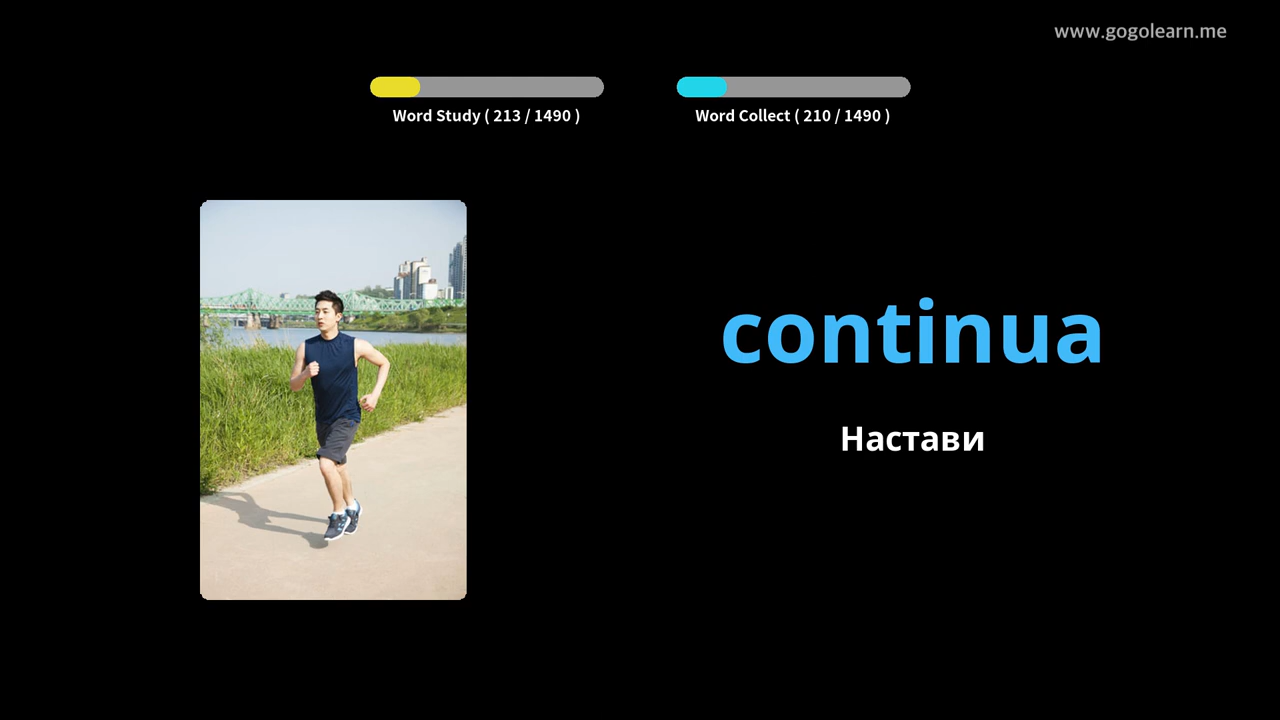 www.gogolearn.me
Word Study ( 213 / 1490 )
Word Collect ( 210 / 1490 )
continua
Настави